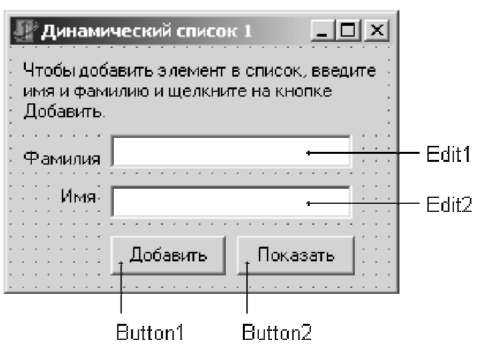 Динамический список 1
Чтобы добавить элемент в список, введите
имя и фамилию и щелкните на кнопке
Добавить.
Фамилия
Edit1
Имя
Edit2
Добавить
Показать
Button1
Button2